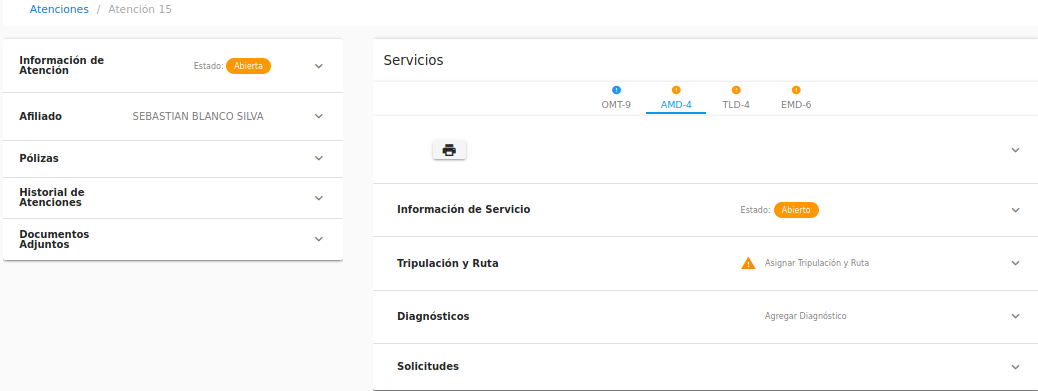 Atenciones / Atención 15
Información de
Atención
Estado: Abierta
Afiliado SEBASTIAN BLANCO SILVA
Pólizas
Historial de
Atenciones
Documentos
Adjuntos
Servicios
OMT-9 AMD-4 TLD-4 EMD-6
Información de Servicio Estado: Abierto
Tripulación y Ruta Asignar Tripulación y Ruta
Diagnósticos Agregar Diagnóstico
Solicitudes